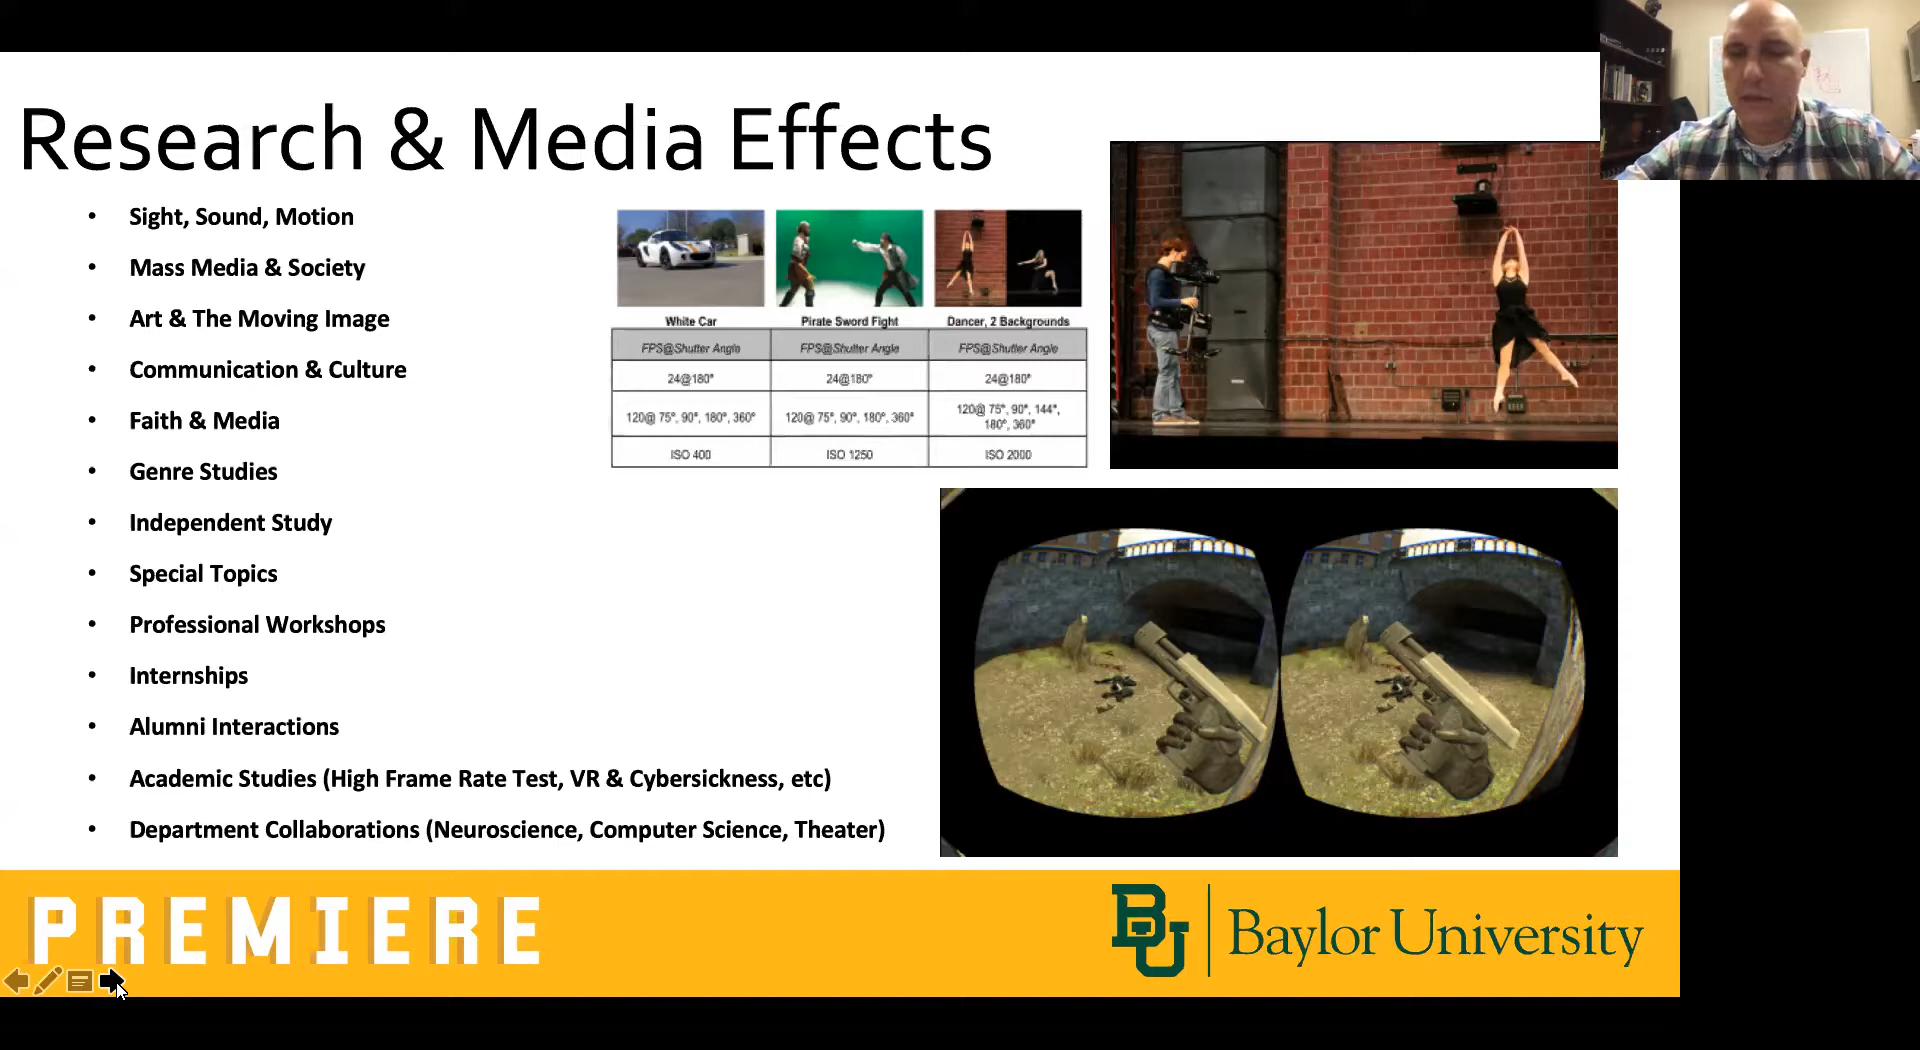 Research & Media Effects
• Sight, Sound, Motion
• Mass Media & Society
• Art & The Moving Image
• Communication & Culture
• Faith & Media
• Genre Studies
• Independent Study
• Special Topics
• Professional Workshops
• Internships
• Alumni Interactions
• Academic Studies (High Frame Rate Test, VR & Cybersickness, etc)
• Department Collaborations (Neuroscience, Computer Science, Theater)
White Car Pirate Sword Fight Dancer, 2 Backgrounds
FPS@Shutter Angle FPS@Shutter Angle FPS@Shutter Angle
24@180° 24@180° 24@180°
120@ 75°, 90°, 180°, 360° 120@ 75°, 90°, 180°, 360° 120@ 75°, 90°, 144°,
180°, 360°
ISO 400 ISO 1250 ISO 2000
PREMIERE
BU Baylor University